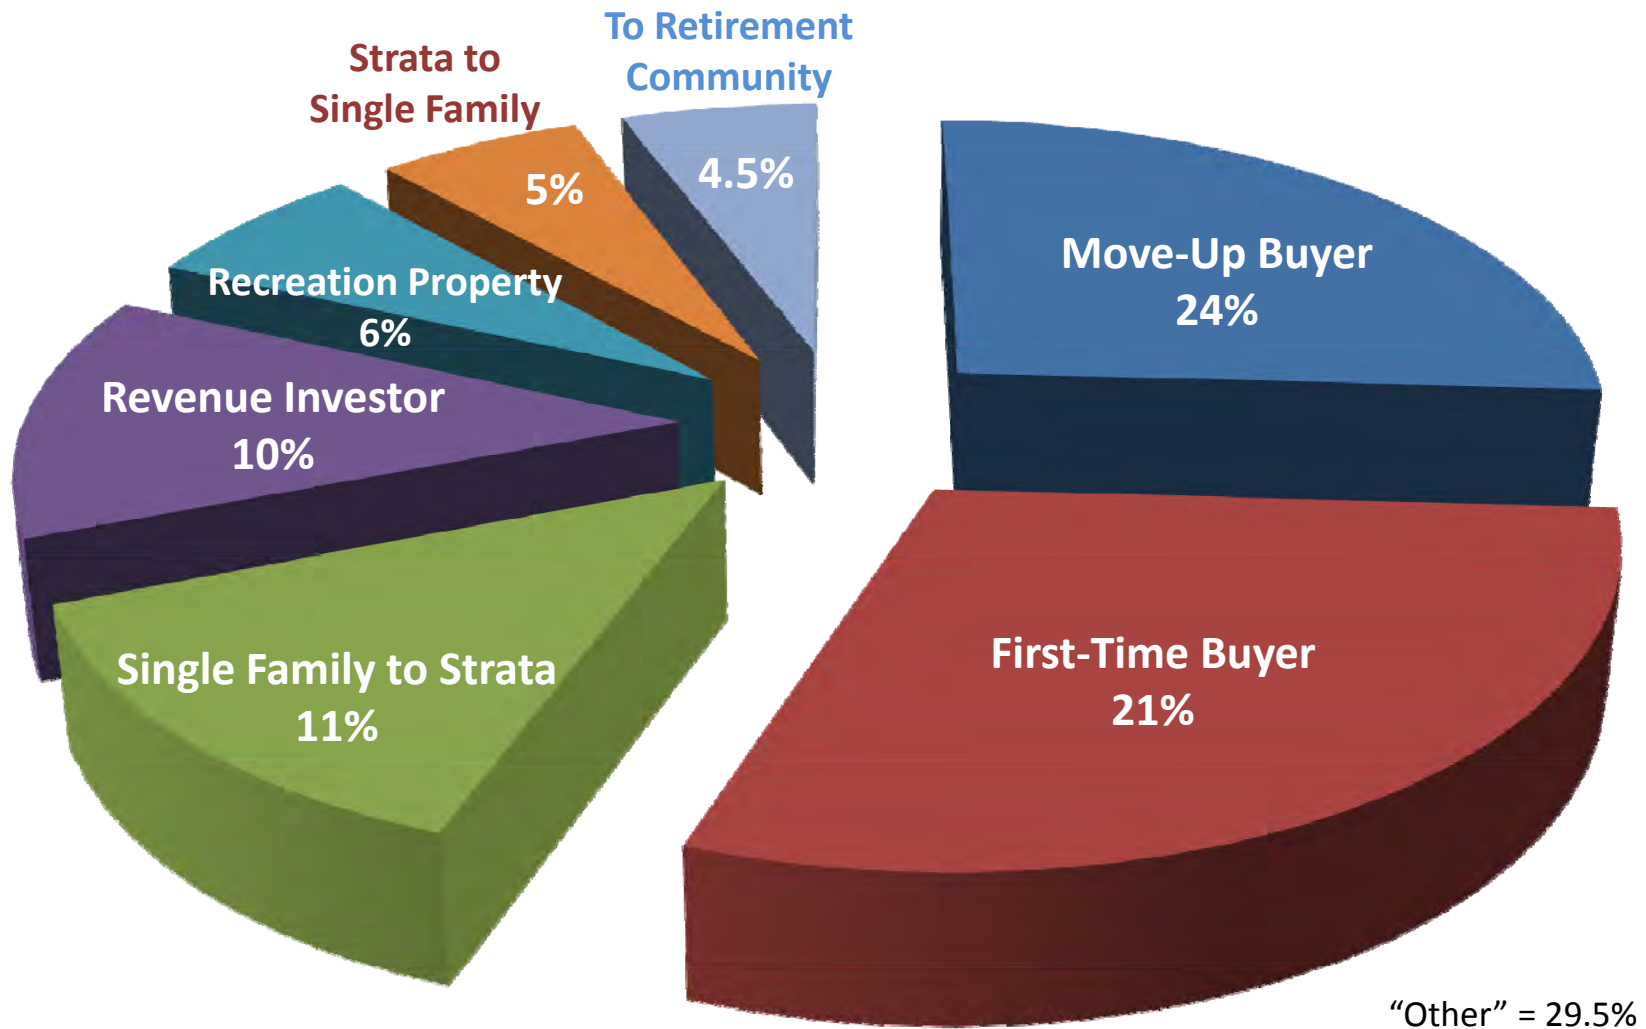 To Retirement
Community
4.5%
Strata to
Single Family
5%
Move-Up Buyer
24%
Recreation Property
6%
Revenue Investor
10%
Single Family to Strata
11%
First-Time Buyer
21%
“Other” = 29.5%